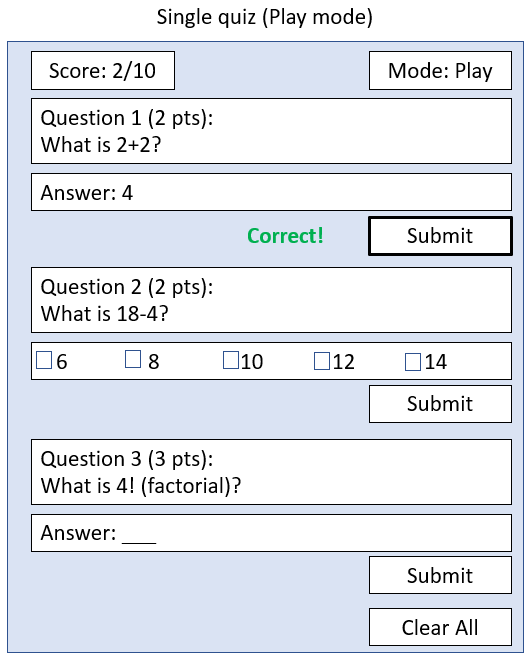 Single quiz (Play mode)
Score: 2/10 Mode: Play
Question 1 (2 pts):
What is 2+2?
Answer: 4
Correct! Submit
Question 2 (2 pts):
What is 18-4?
6 8 10 12 14
Submit
Question 3 (3 pts):
What is 4! (factorial)?
Answer: ___
Submit
Clear All